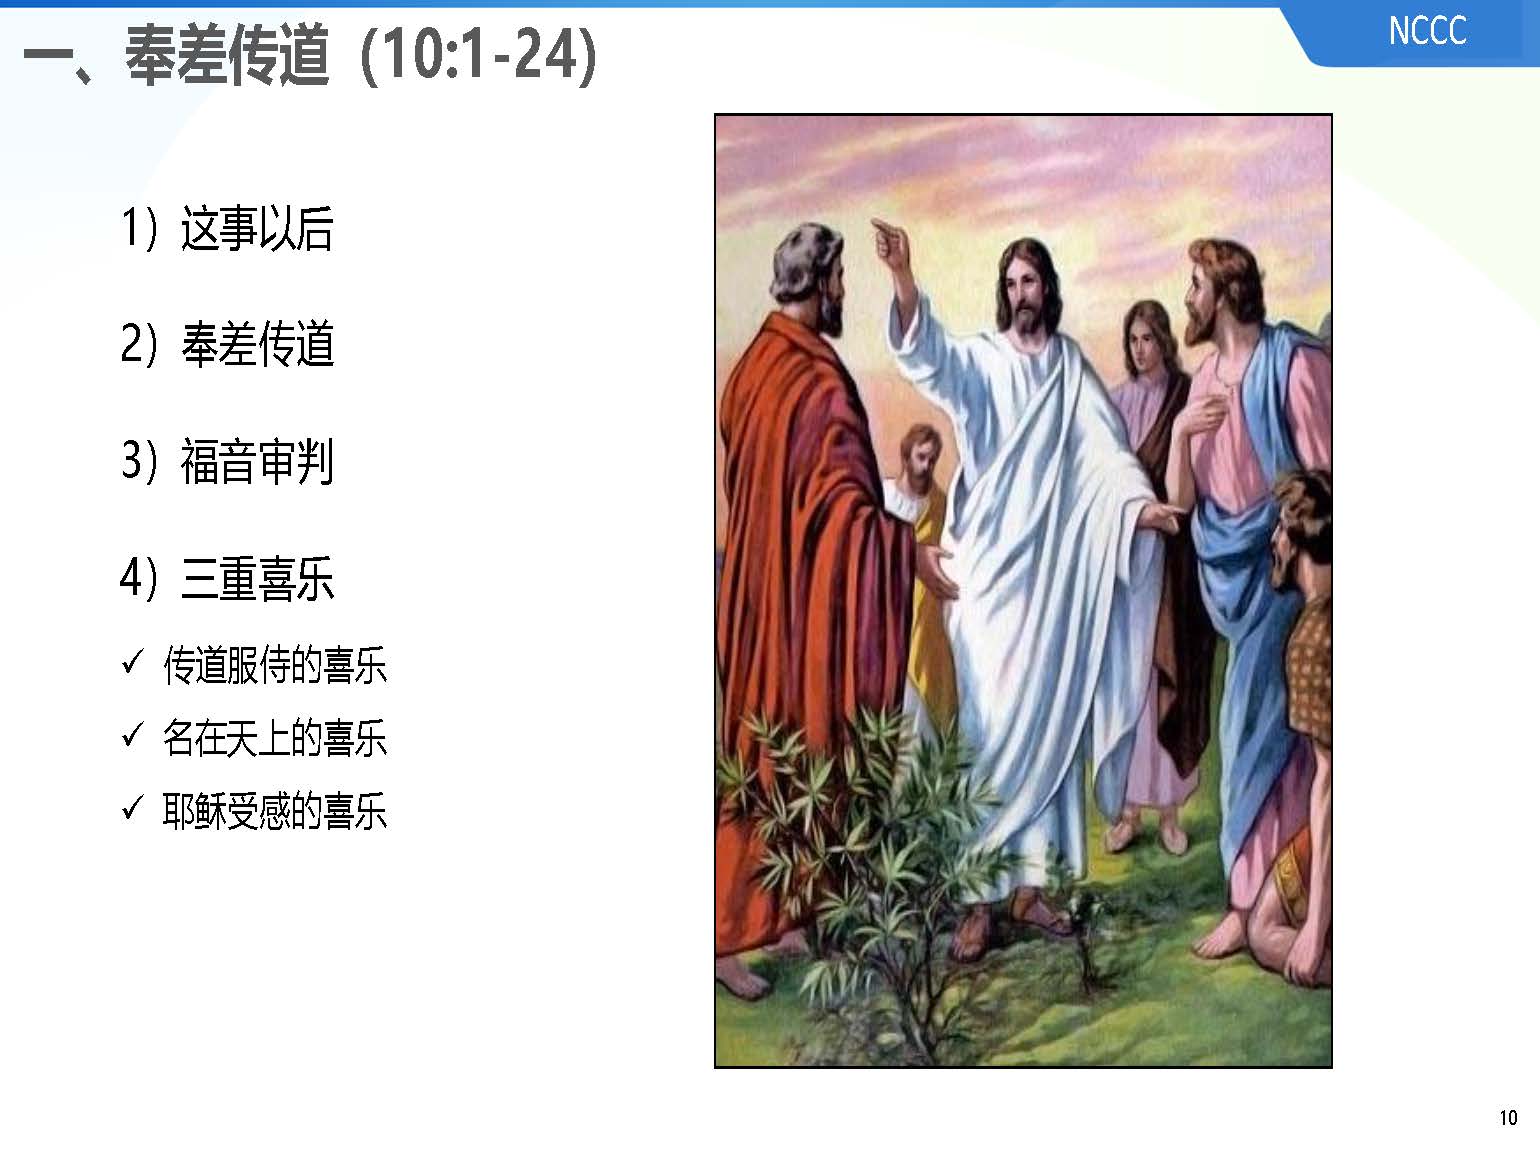 一、奉差传道 (10:1-24)
NCCC
1）这事以后
2）奉差传道
3）福音审判
4）三重喜乐
✓ 传道服侍的喜乐
✓ 名在天上的喜乐
✓ 耶稣受感的喜乐
10